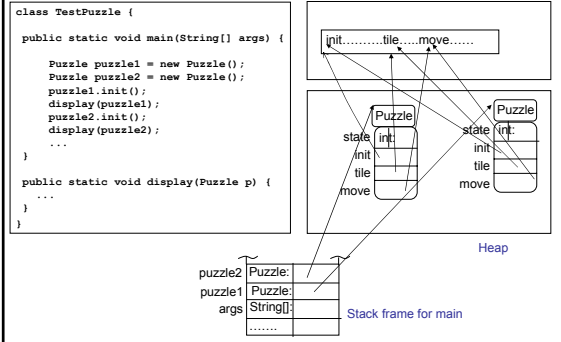 class TestPuzzle {
public static void main(String[] args) {
Puzzle puzzle1 = new Puzzle();
Puzzle puzzle2 = new Puzzle();
puzzle1.init();
display(puzzle1);
puzzle2.init();
display(puzzle2);
...
}
public static void display(Puzzle p) {
...
}
}
init..........tile.....move......
Puzzle
state int:
init
tile
move
Puzzle
state int:
init
tile
move
Heap
puzzle2 Puzzle:
puzzle1 Puzzle:
args String[]:
.......
Stack frame for main